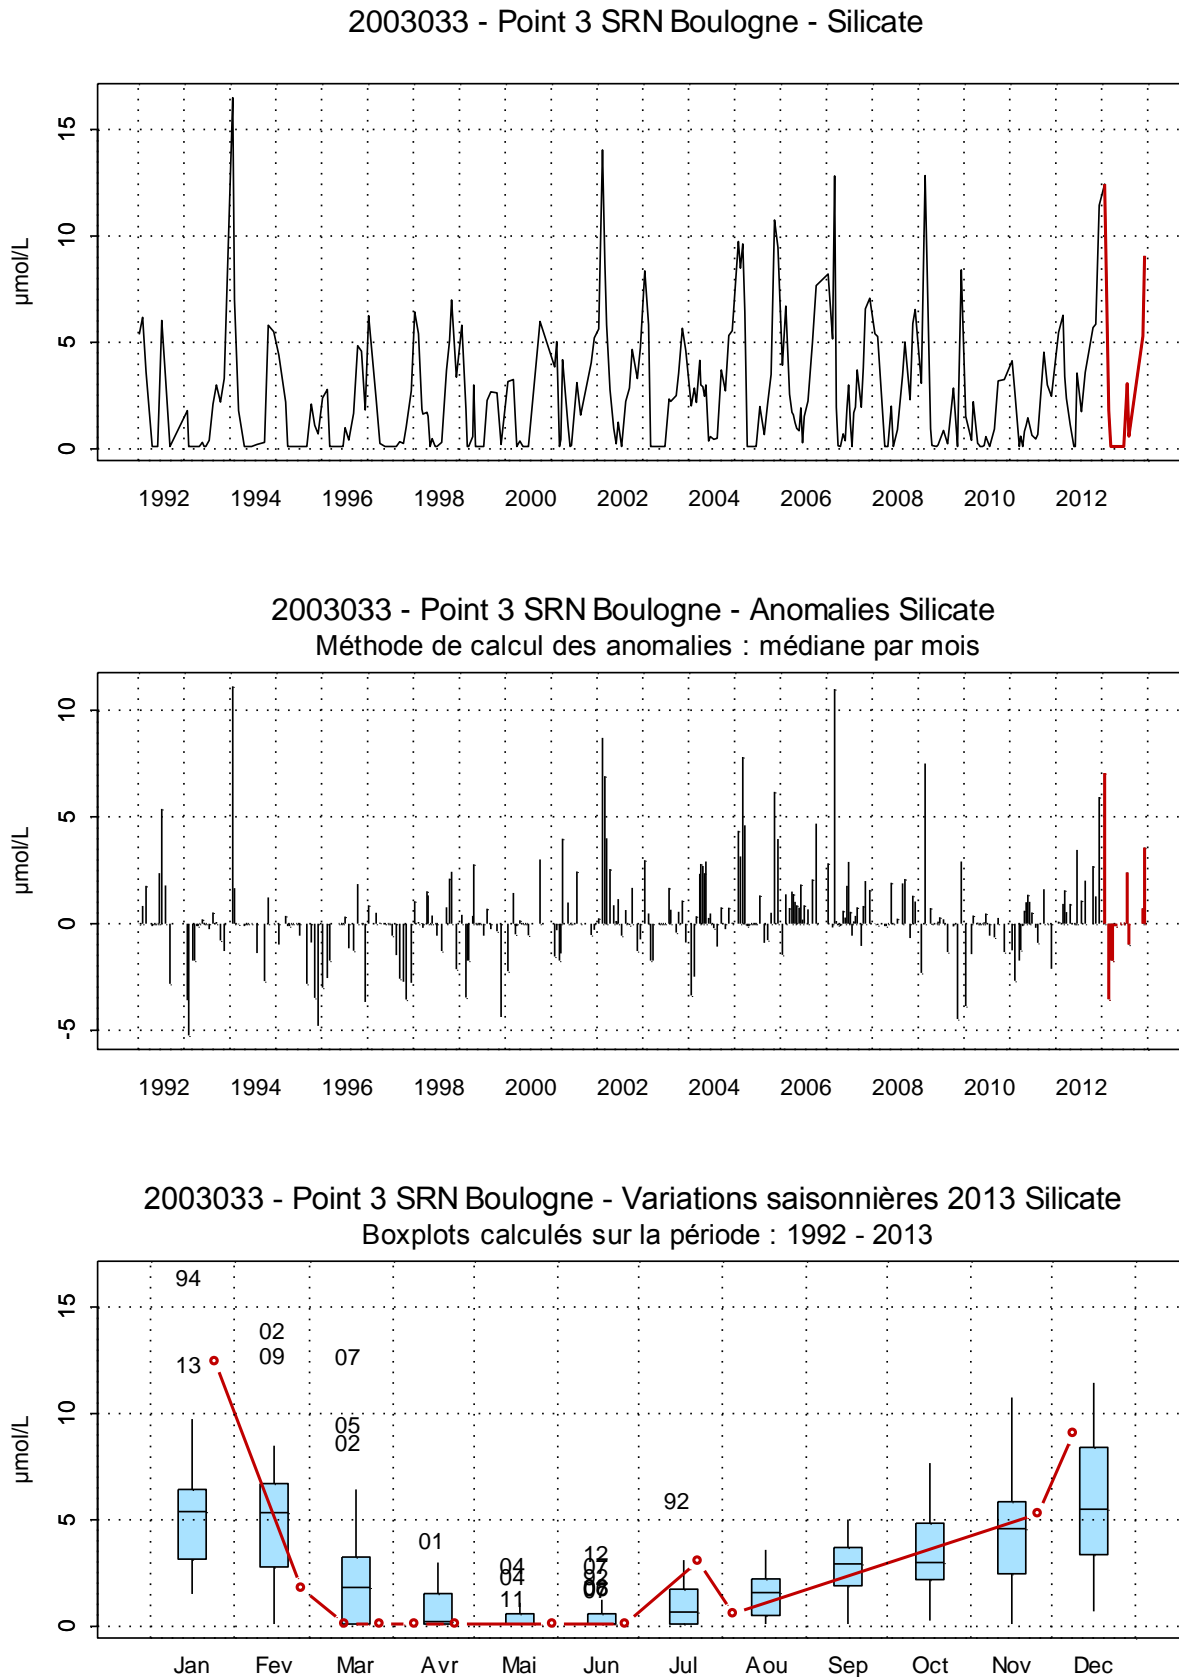 2003033 - Point 3 SRN Boulogne - Silicate
µmol/L
15
10
5
0
1992 1994 1996 1998 2000 2002 2004 2006 2008 2010 2012
2003033 - Point 3 SRN Boulogne - Anomalies Silicate
Méthode de calcul des anomalies : médiane par mois
µmol/L
10
5
0
-5
1992 1994 1996 1998 2000 2002 2004 2006 2008 2010 2012
2003033 - Point 3 SRN Boulogne - Variations saisonnières 2013 Silicate
Boxplots calculés sur la période : 1992 - 2013
µmol/L
15
10
5
0
94
13
02
09
07
05
02
01
04
04
11
12
07
92
Jan Fev Mar Avr Mai Jun Jul Aou Sep Oct Nov Dec